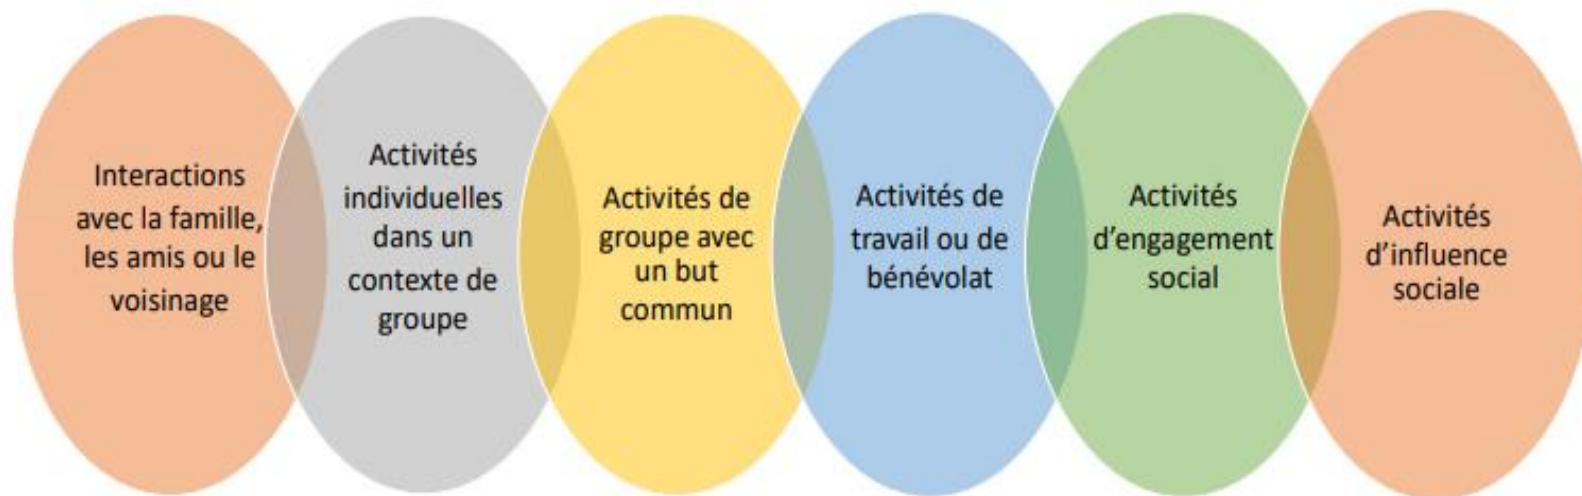 Interactions
avec la famille,
les amis ou le
voisinage
Activités
individuelles
dans un
contexte de
groupe
Activités de
groupe avec
un but
commun
Activités de
travail ou de
bénévolat
Activités
d'engagement
social
Activités
d'influence
sociale